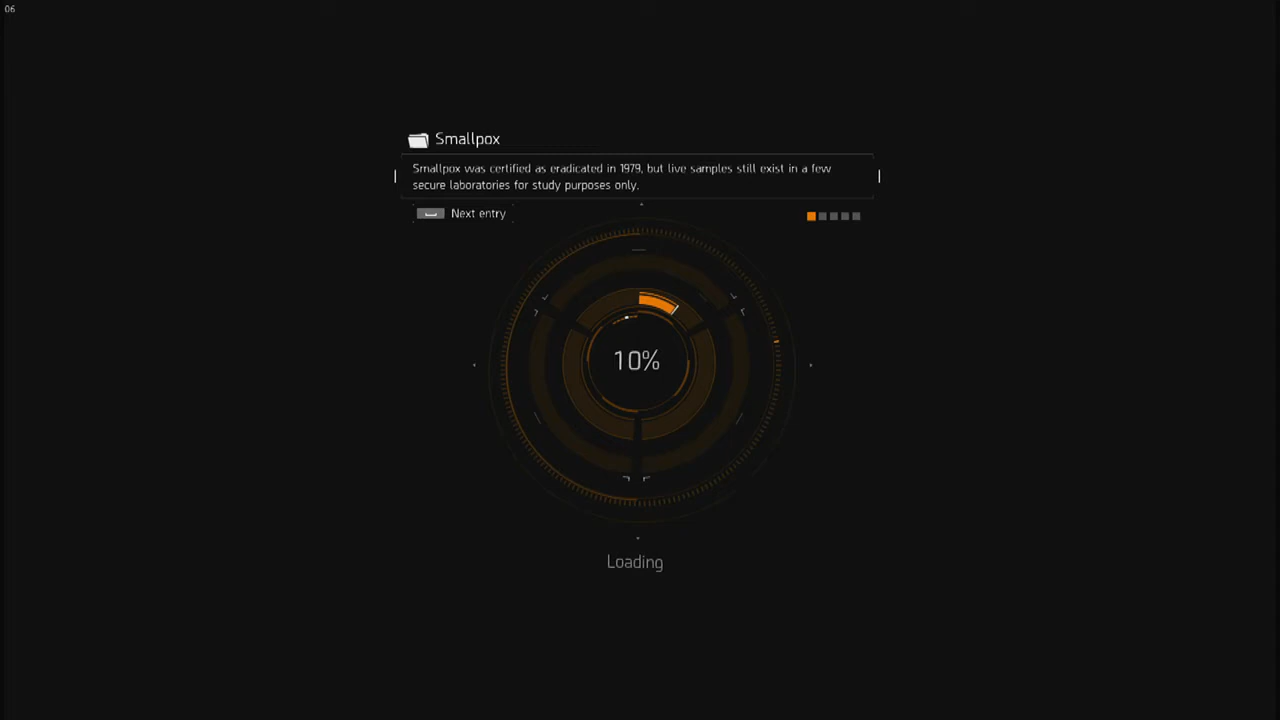 06
Smallpox
Smallpox was certified as eradicated in 1979, but live samples still exist in a few
secure laboratories for study purposes only.
Next entry
10%
Loading